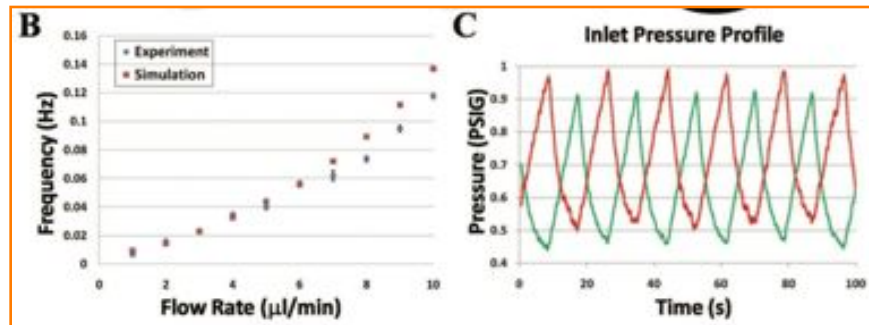 B
Frequency (Hz)
0.16
0.14
0.12
0.1
0.08
0.06
0.04
0.02
0
Experiment
Simulation
0 2 4 6 8 10
Flow Rate (µl/min)
C
Inlet Pressure Profile
Pressure (PSIG)
1
0.9
0.8
0.7
0.6
0.5
0.4
0 20 40 60 80 100
Time (s)